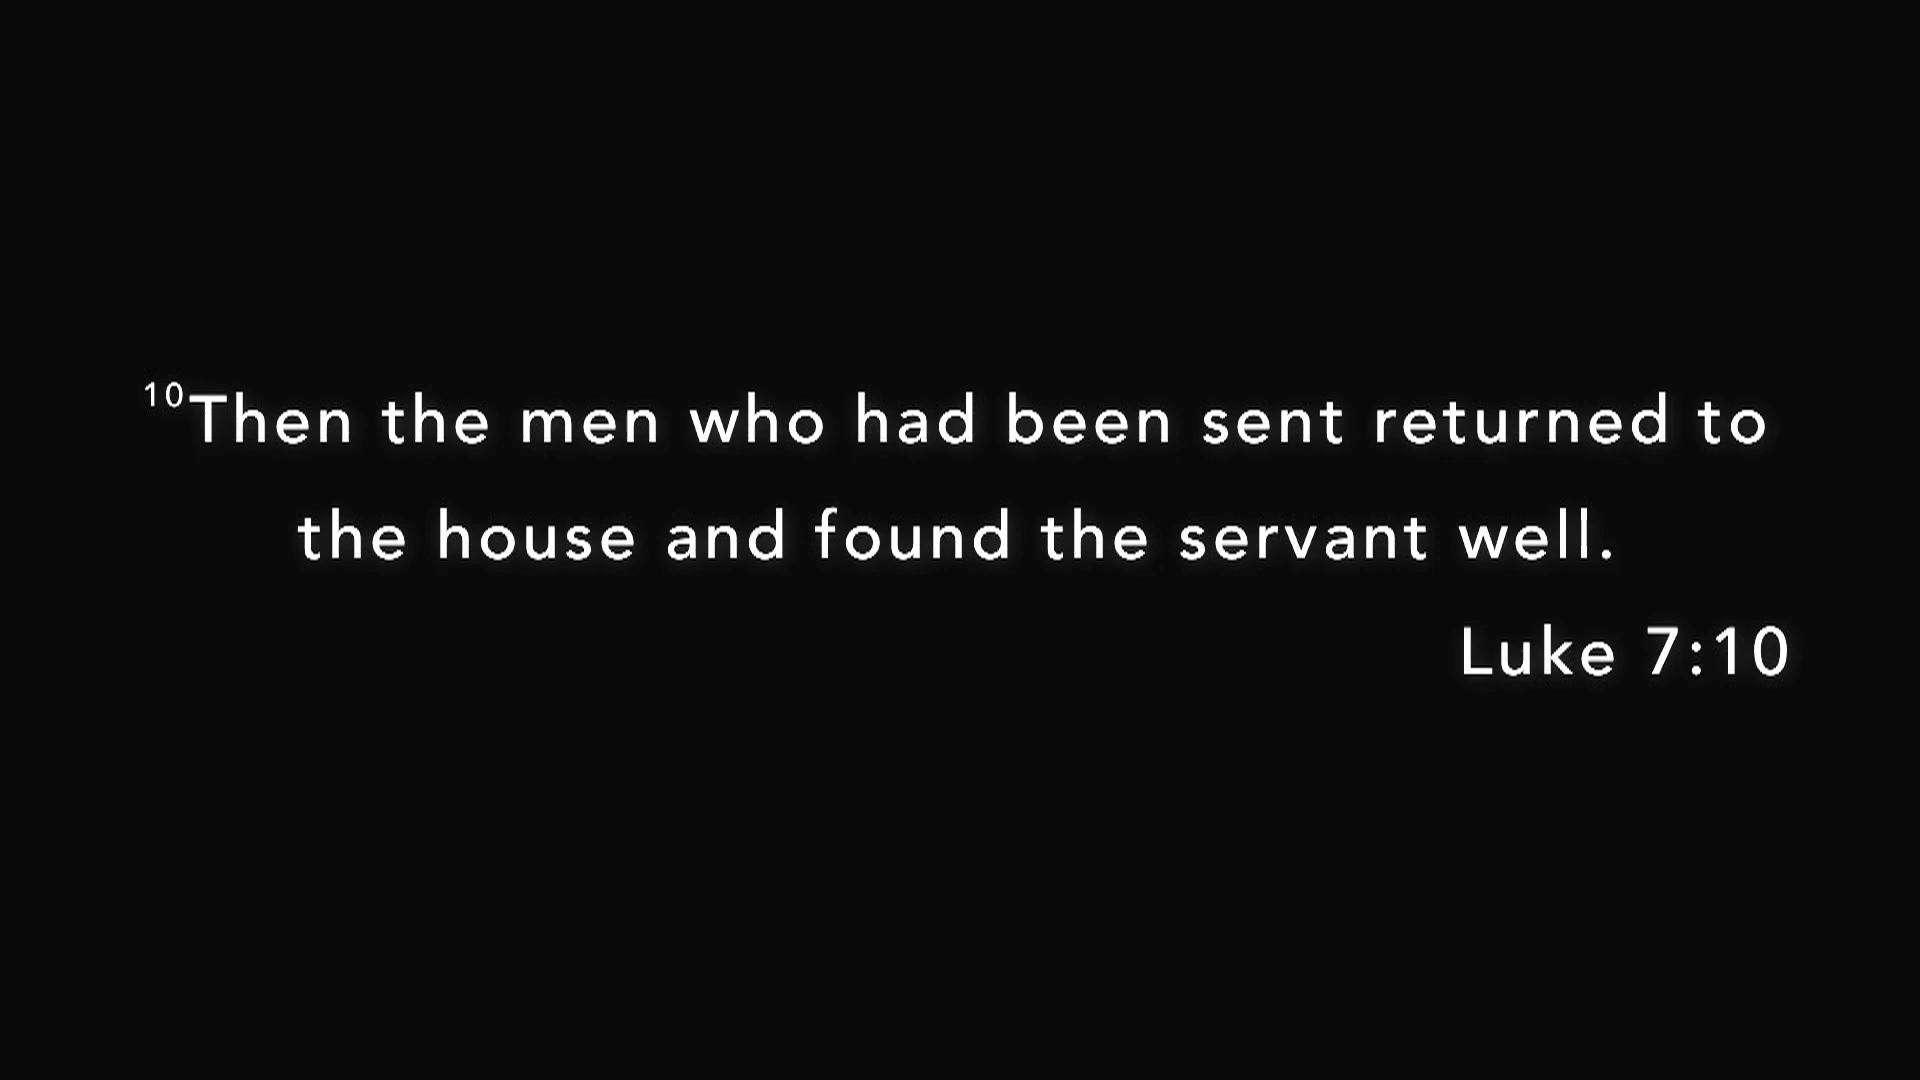 ¹⁰Then the men who had been sent returned to
the house and found the servant well.
Luke 7:10